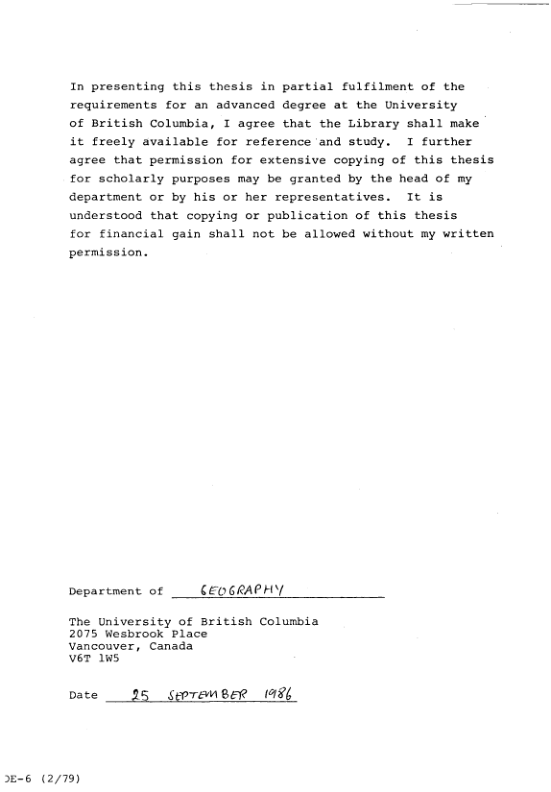 In presenting this thesis in partial fulfilment of the
requirements for an advanced degree at the University
of British Columbia, I agree that the Library shall make
it freely available for reference and study. I further
agree that permission for extensive copying of this thesis
for scholarly purposes may be granted by the head of my
department or by his or her representatives. It is
understood that copying or publication of this thesis
for financial gain shall not be allowed without my written
permission.
Department of GEOGRAPHY
The University of British Columbia
2075 Wesbrook Place
Vancouver, Canada
V6T 1W5
Date 25 SEPTEMBER 1986
DE-6 (2/79)